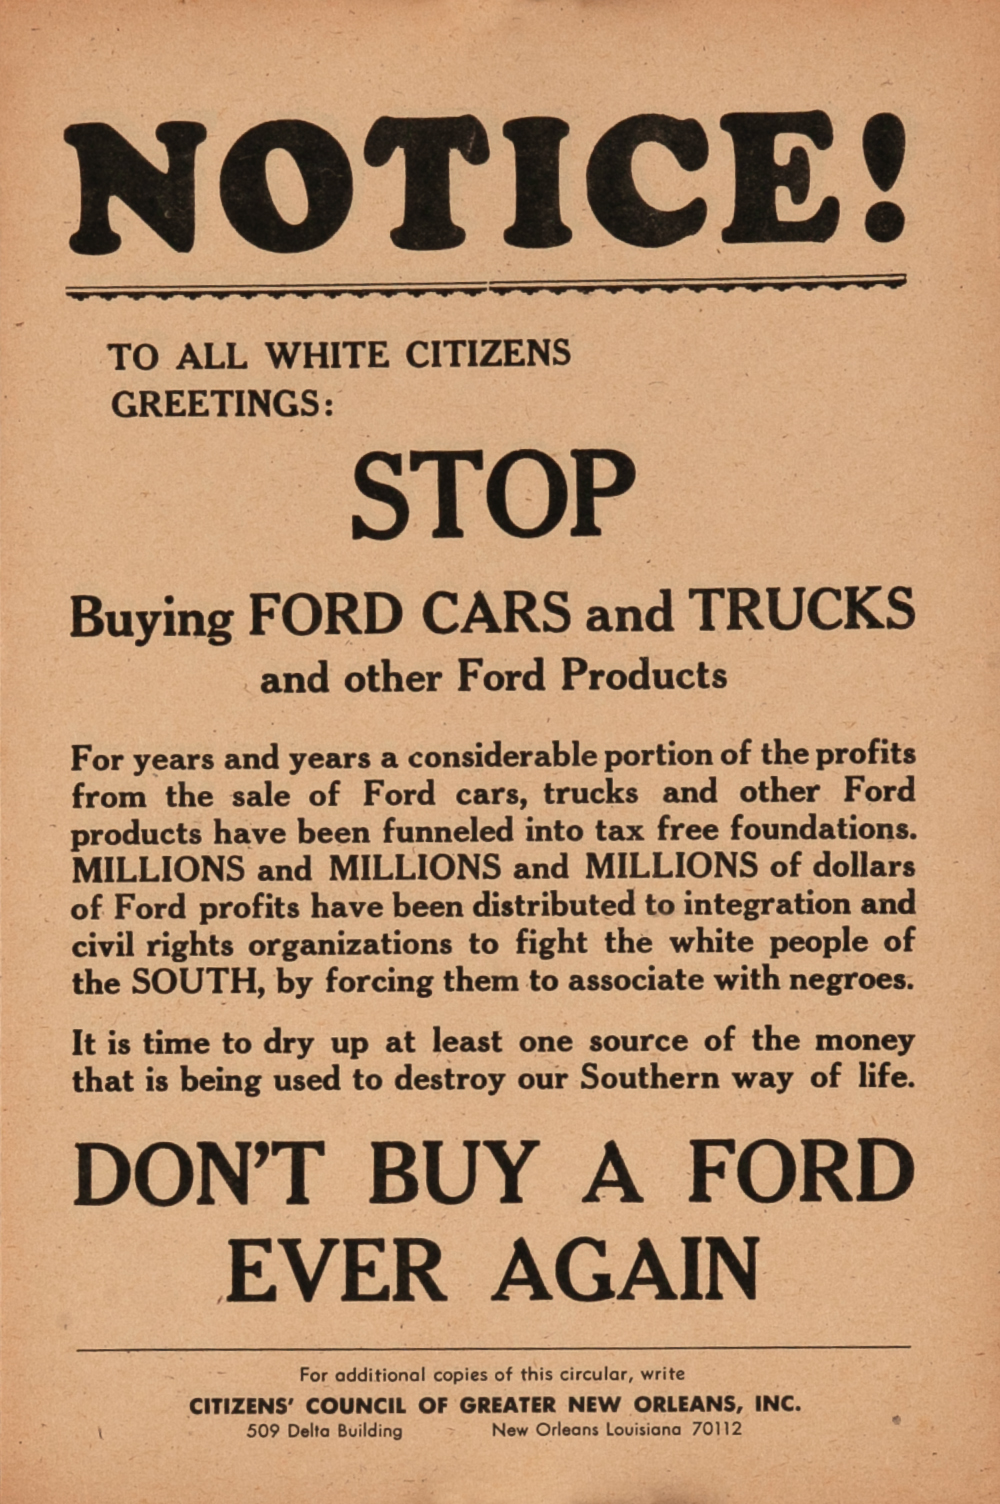 NOTICE!
TO ALL WHITE CITIZENS
GREETINGS:
STOP
Buying FORD CARS and TRUCKS
and other Ford Products
For years and years a considerable portion of the profits
from the sale of Ford cars, trucks and other Ford
products have been funneled into tax free foundations.
MILLIONS and MILLIONS and MILLIONS of dollars
of Ford profits have been distributed to integration and
civil rights organizations to fight the white people of
the SOUTH, by forcing them to associate with negroes.
It is time to dry up at least one source of the money
that is being used to destroy our Southern way of life.
DON'T BUY A FORD
EVER AGAIN
For additional copies of this circular, write
CITIZENS' COUNCIL OF GREATER NEW ORLEANS, INC.
509 Delta Building New Orleans Louisiana 70112